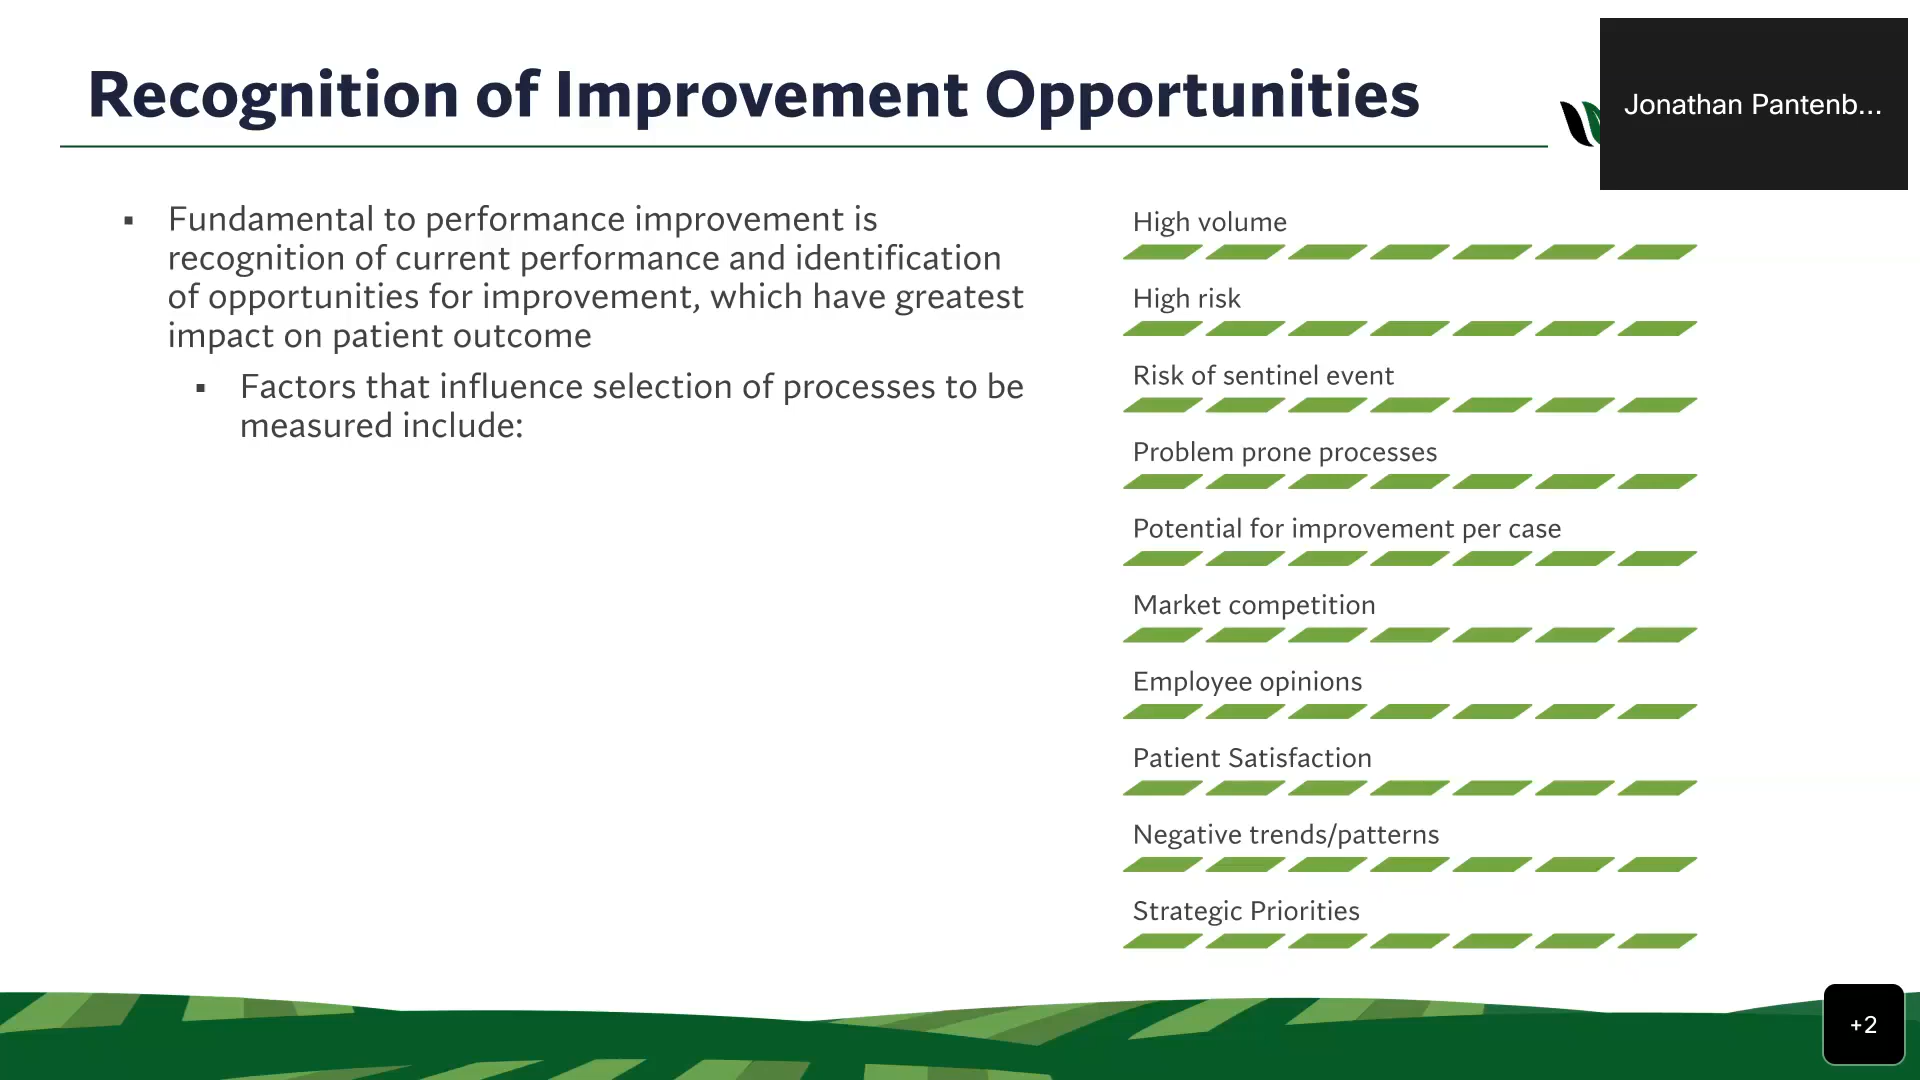 Recognition of Improvement Opportunities
Jonathan Pantenb...
▪ Fundamental to performance improvement is
recognition of current performance and identification
of opportunities for improvement, which have greatest
impact on patient outcome
▪ Factors that influence selection of processes to be
measured include:
High volume
High risk
Risk of sentinel event
Problem prone processes
Potential for improvement per case
Market competition
Employee opinions
Patient Satisfaction
Negative trends/patterns
Strategic Priorities
+2